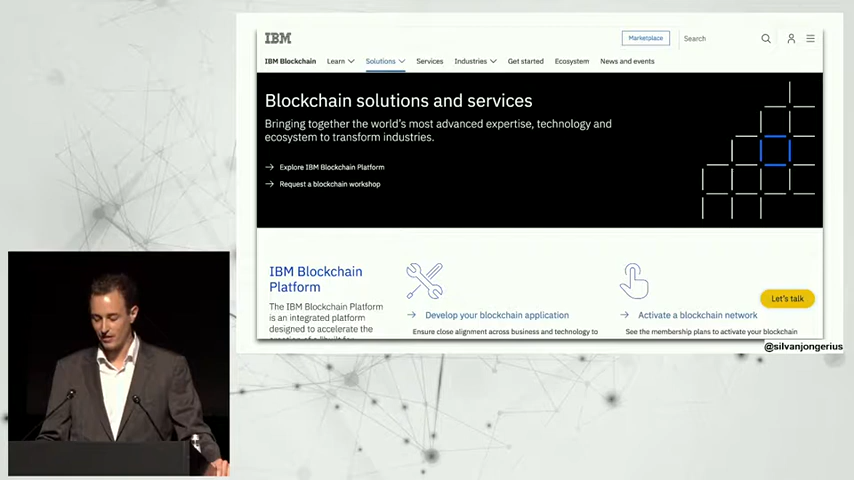 IBM
Marketplace
Search
IBM Blockchain
Learn
Solutions
Services
Industries
Get started
Ecosystem
News and events
Blockchain solutions and services
Bringing together the world's most advanced expertise, technology and
ecosystem to transform industries.
→ Explore IBM Blockchain Platform
→ Request a blockchain workshop
IBM Blockchain
Platform
The IBM Blockchain Platform
is an integrated platform
designed to accelerate the
→ Develop your blockchain application
Ensure close alignment across business and technology to
→ Activate a blockchain network
See the membership plans to activate your blockchain
Let's talk
@silvanjongerius